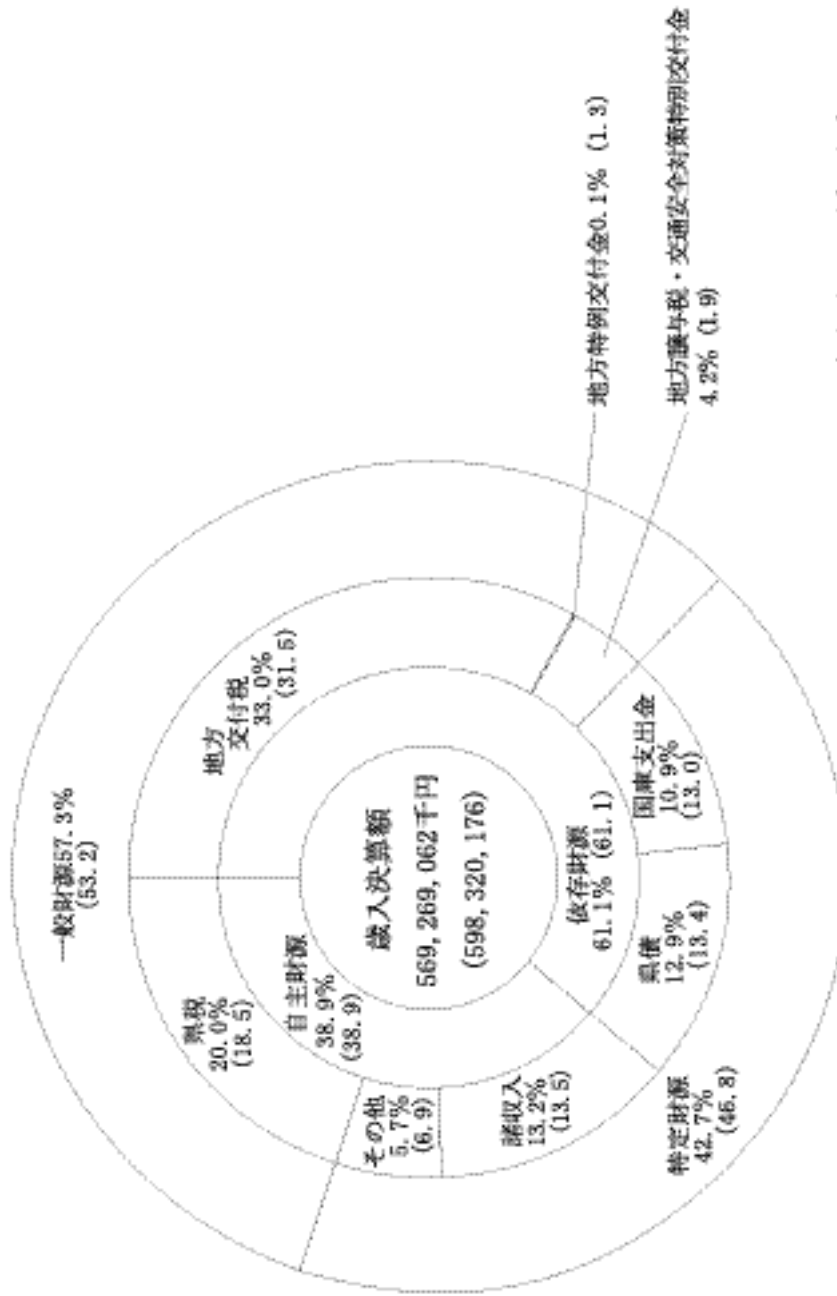 一般財源57.3%
(53.2)
地方
交付税
33.0%
(31.5)
県税
20.0%
(18.5)
自主財源
38.9%
(38.9)
歳入決算額
569,269,062千円
(598,320,176)
依存財源
61.1% (61.1)
その他
5.7%
(6.9)
諸収入
13.2%
(13.5)
県債
12.9%
(13.4)
国庫支出金
10.9%
(13.0)
特定財源
42.7%
(46.8)
地方特例交付金0.1% (1.3)
地方譲与税・交通安全対策特別交付金
4.2% (1.9)